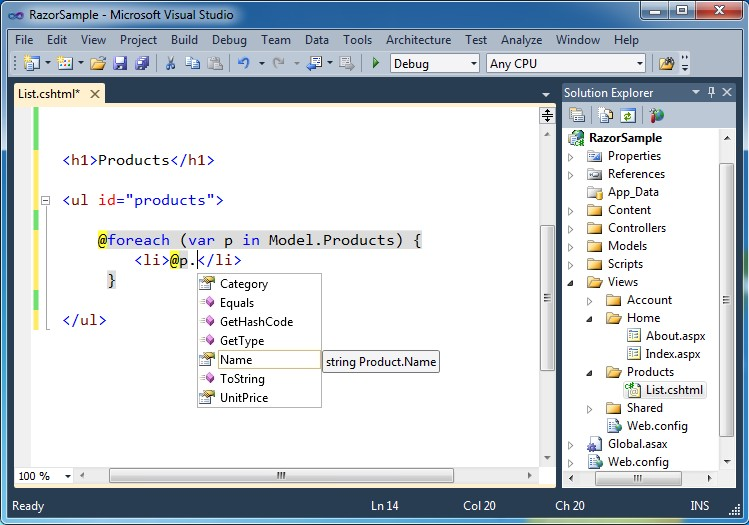 RazorSample - Microsoft Visual Studio
File Edit View Project Build Debug Team Data Tools Architecture Test Analyze Window Help
Debug Any CPU
List.cshtml*
<h1>Products</h1>
<ul id="products">
@foreach (var p in Model.Products) {
<li>@p.</li>
}
</ul>
Category
Equals
GetHashCode
GetType
Name
string Product.Name
ToString
UnitPrice
100 %
Solution Explorer
RazorSample
Properties
References
App_Data
Content
Controllers
Models
Scripts
Views
Account
Home
About.aspx
Index.aspx
Products
List.cshtml
Shared
Web.config
Global.asax
Web.config
Ready Ln 14 Col 20 Ch 20 INS